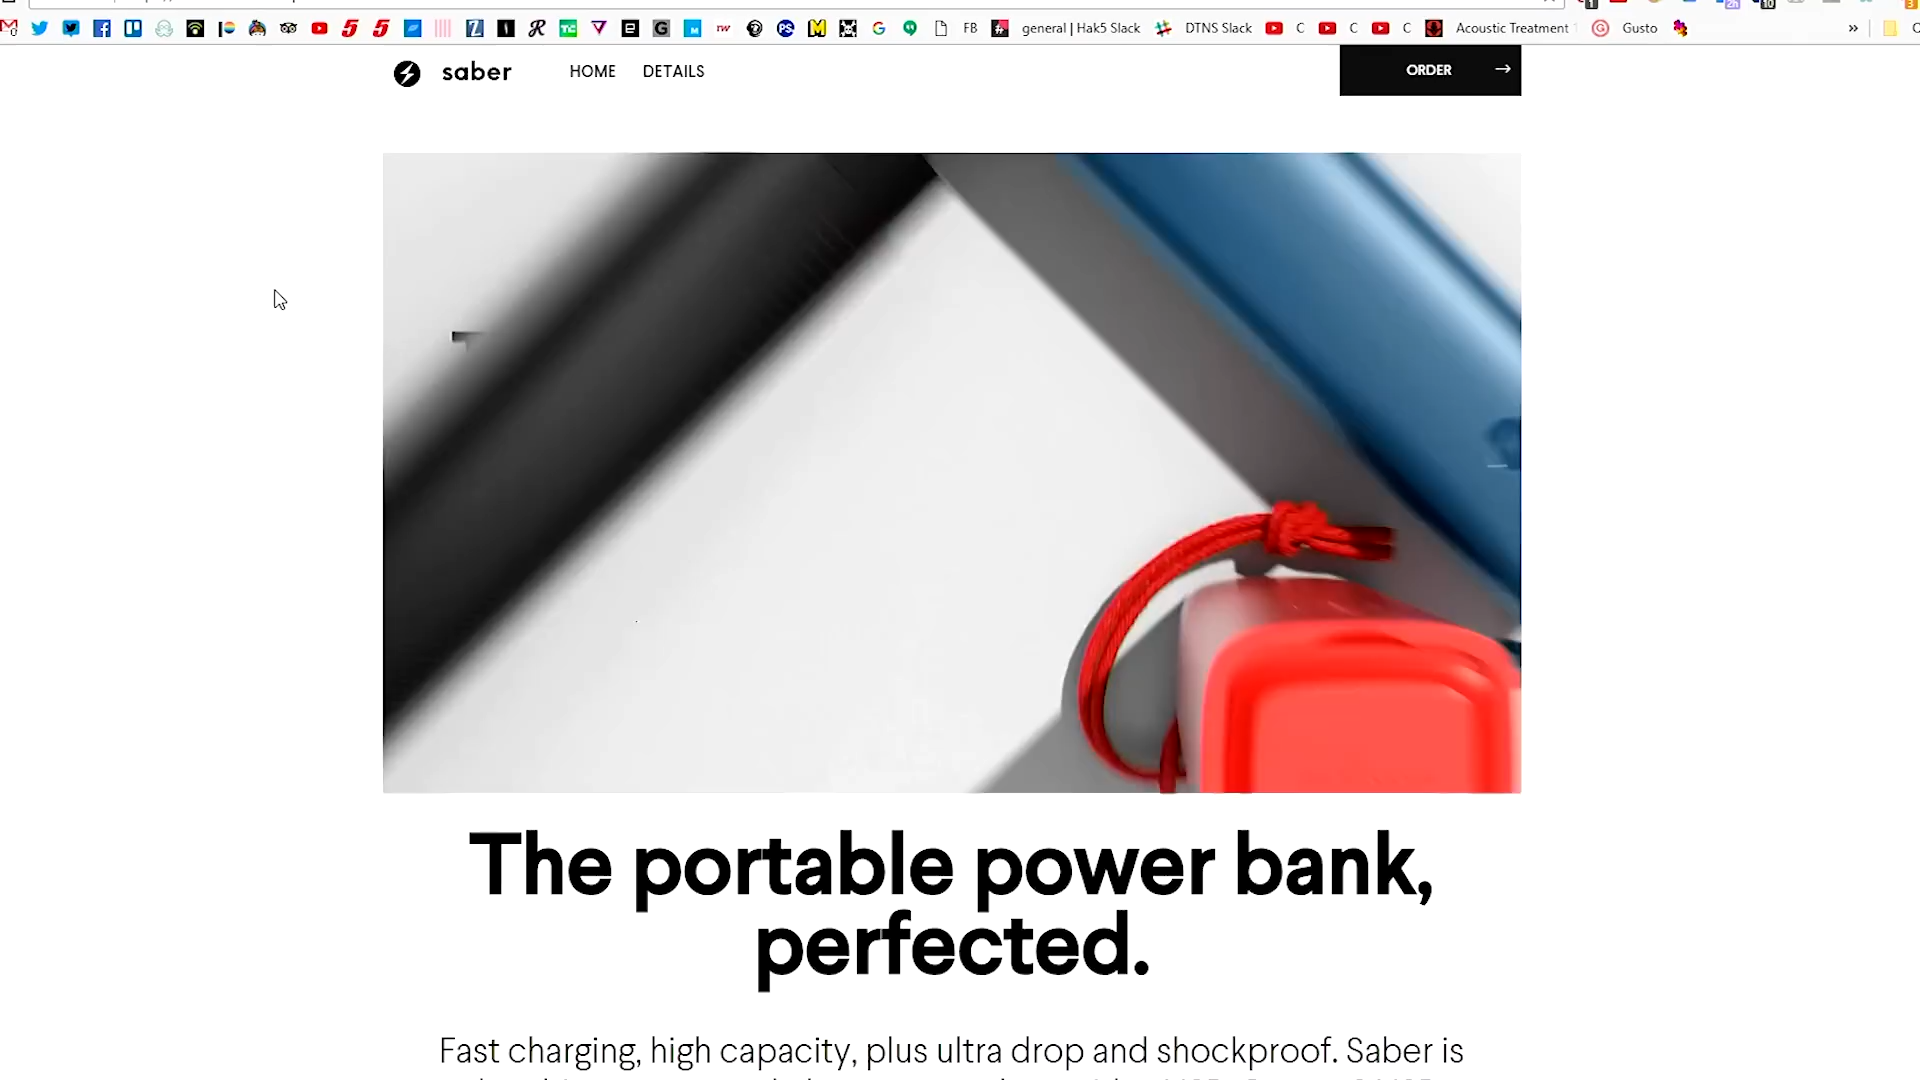 FB general | Hak5 Slack DTNS Slack C C C Acoustic Treatment Gusto »
saber HOME DETAILS ORDER →
The portable power bank,
perfected.
Fast charging, high capacity, plus ultra drop and shockproof. Saber is